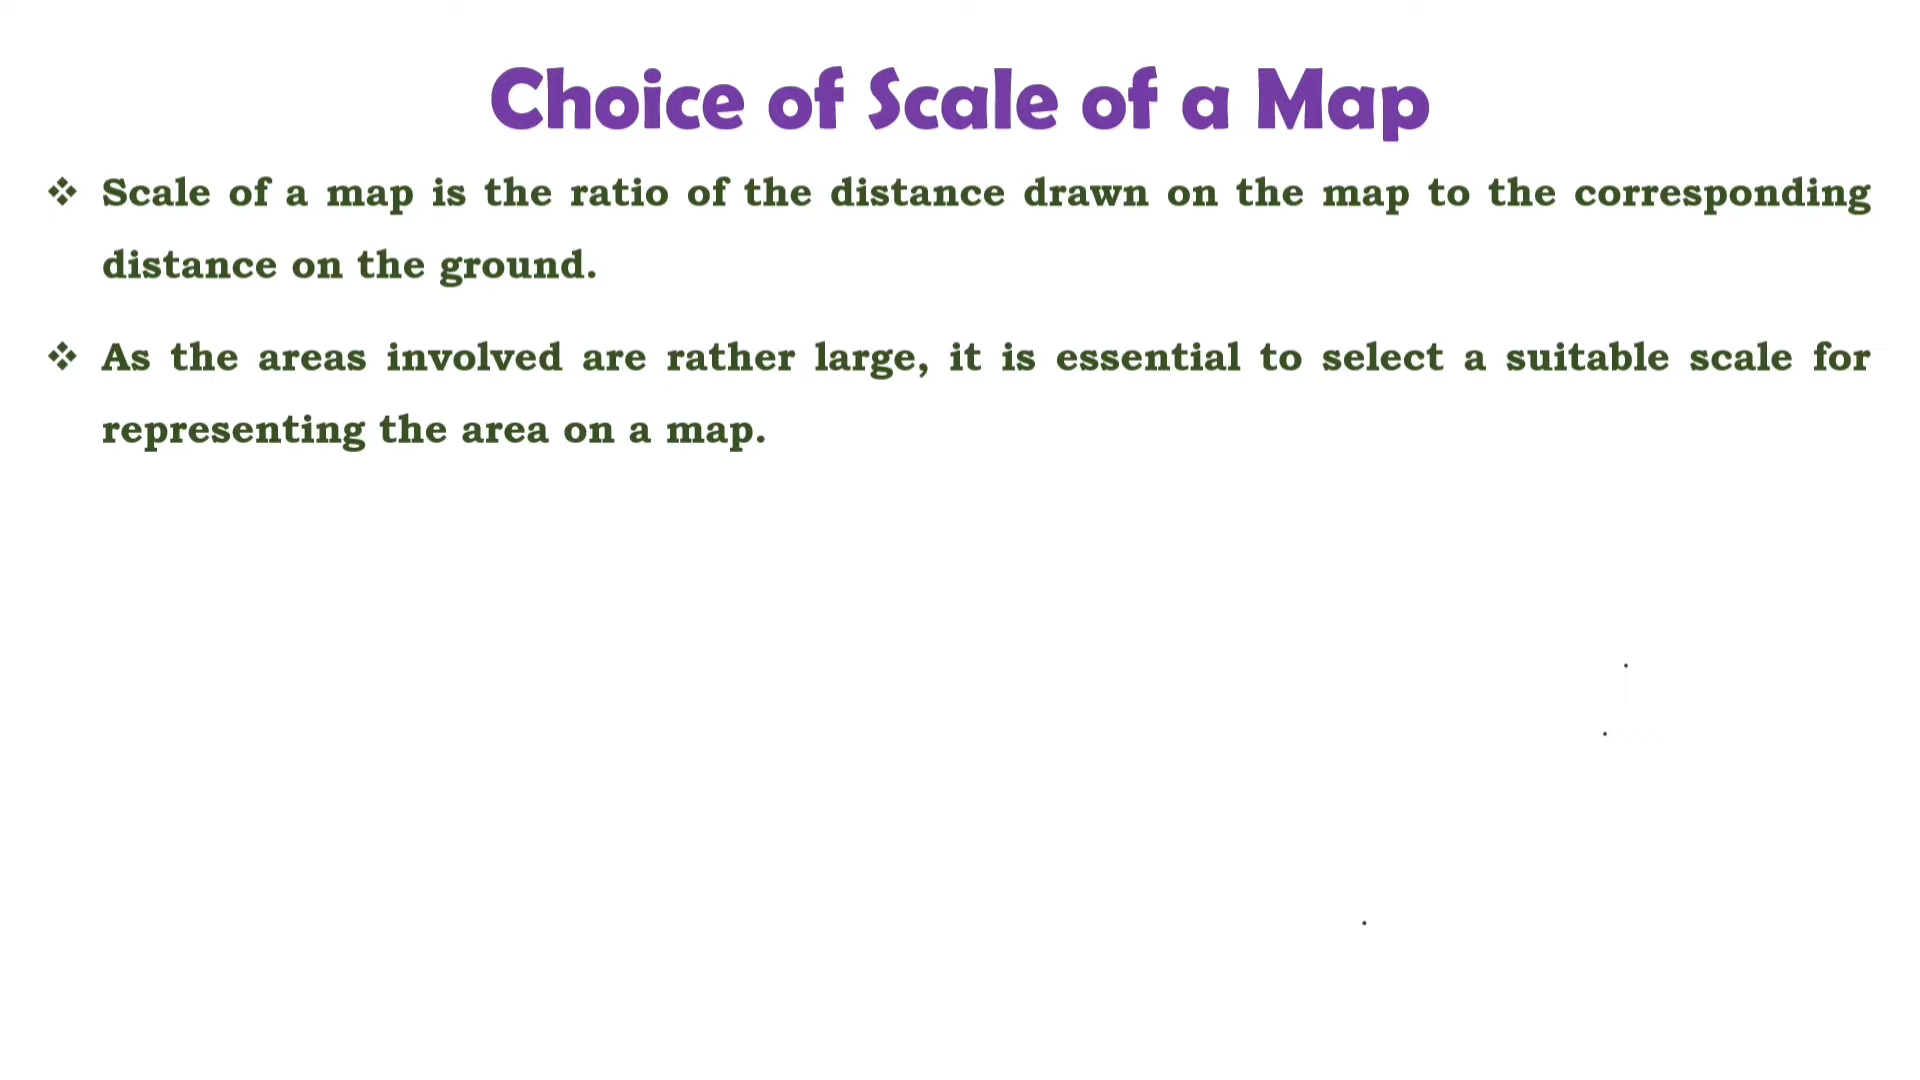 Choice of Scale of a Map
❖ Scale of a map is the ratio of the distance drawn on the map to the corresponding
distance on the ground.
❖ As the areas involved are rather large, it is essential to select a suitable scale for
representing the area on a map.